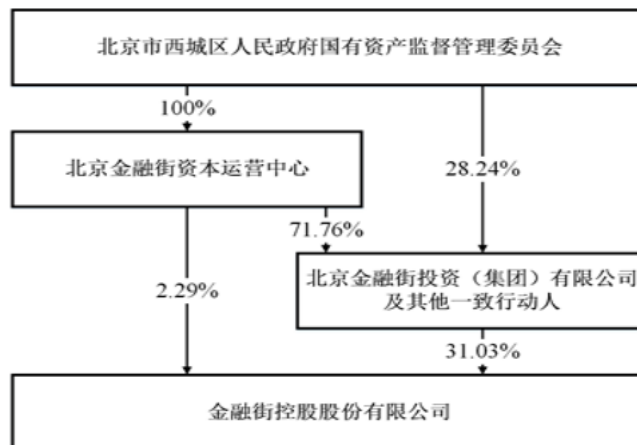 北京市西城区人民政府国有资产监督管理委员会
100%
北京金融街资本运营中心
28.24%
71.76%
2.29%
北京金融街投资（集团）有限公司
及其他一致行动人
31.03%
金融街控股股份有限公司